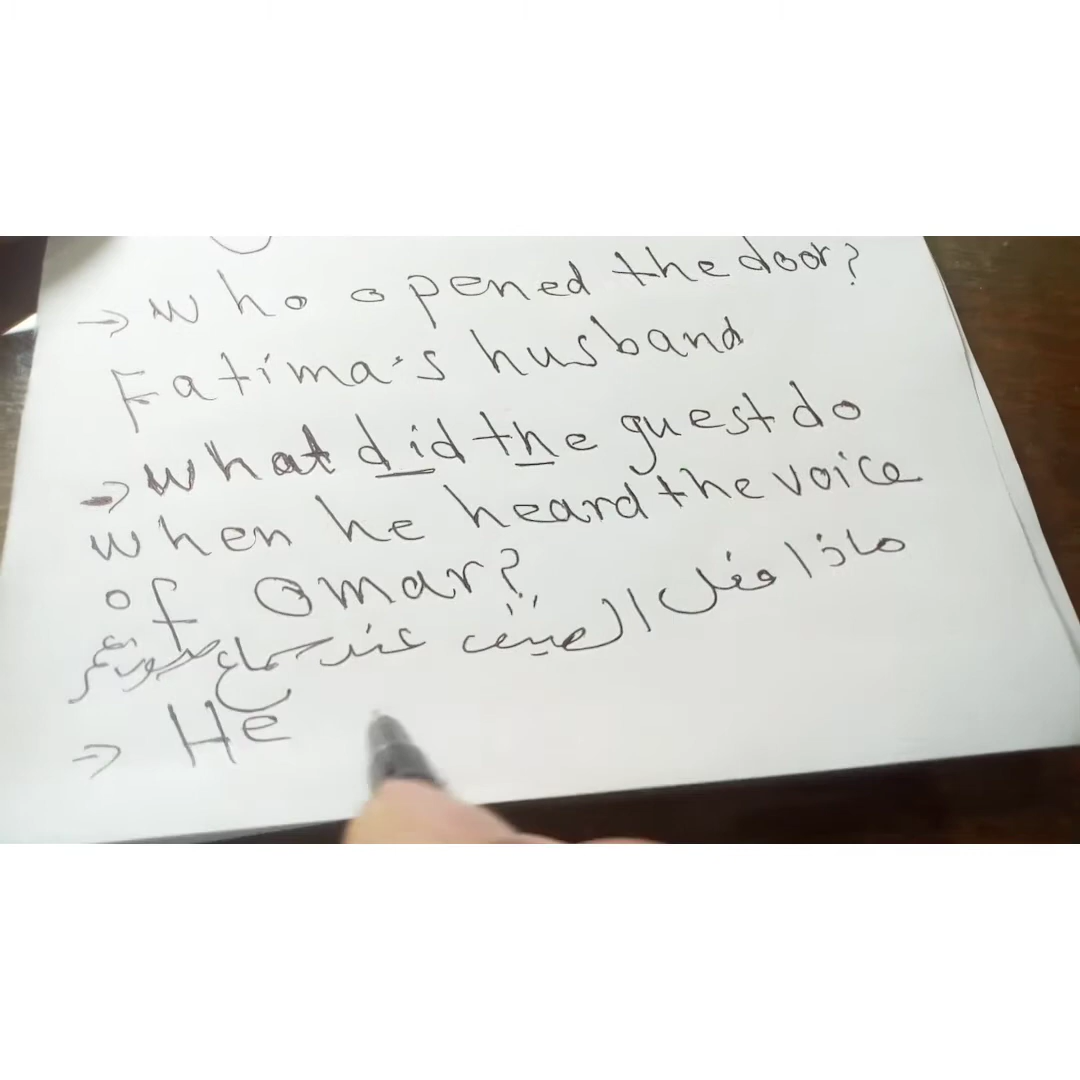 → Who opened the door?
Fatima's husband
→ What did the guest do
when he heard the voice
of Omar?
ماذا فعل الضيف عند سماع صوت عمر
→ He